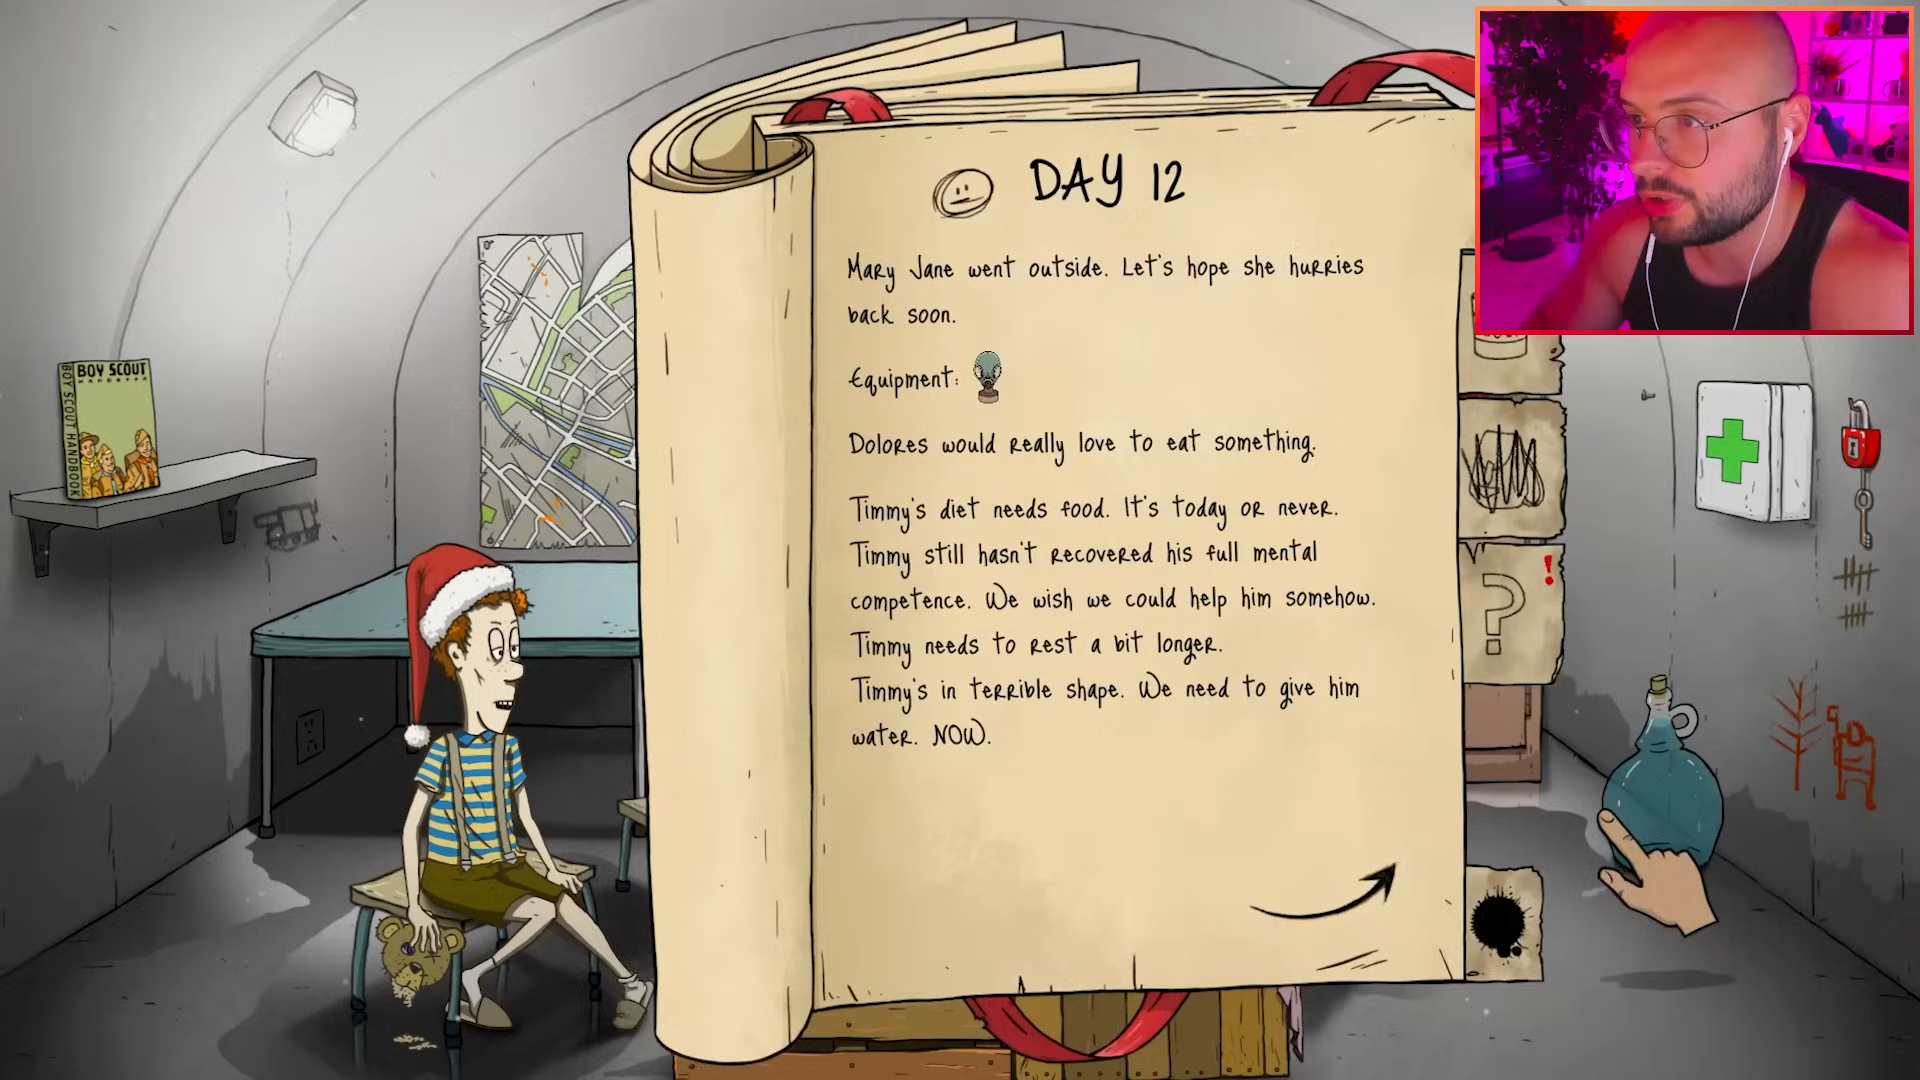 DAY 12
Mary Jane went outside. Let's hope she hurries
back soon.
Equipment:
Dolores would really love to eat something.
Timmy's diet needs food. It's today or never.
Timmy still hasn't recovered his full mental
competence. We wish we could help him somehow.
Timmy needs to rest a bit longer.
Timmy's in terrible shape. We need to give him
water. NOW.
BOY SCOUT
HANDBOOK
BOY SCOUT HANDBOOK
!
?